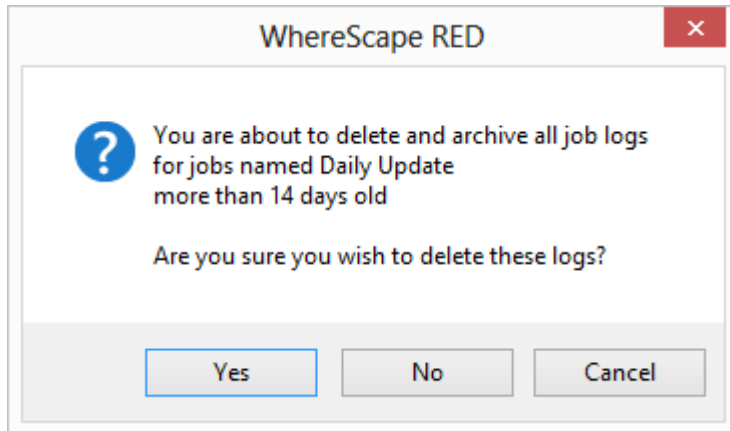 WhereScape RED
You are about to delete and archive all job logs
for jobs named Daily Update
more than 14 days old
Are you sure you wish to delete these logs?
Yes
No
Cancel